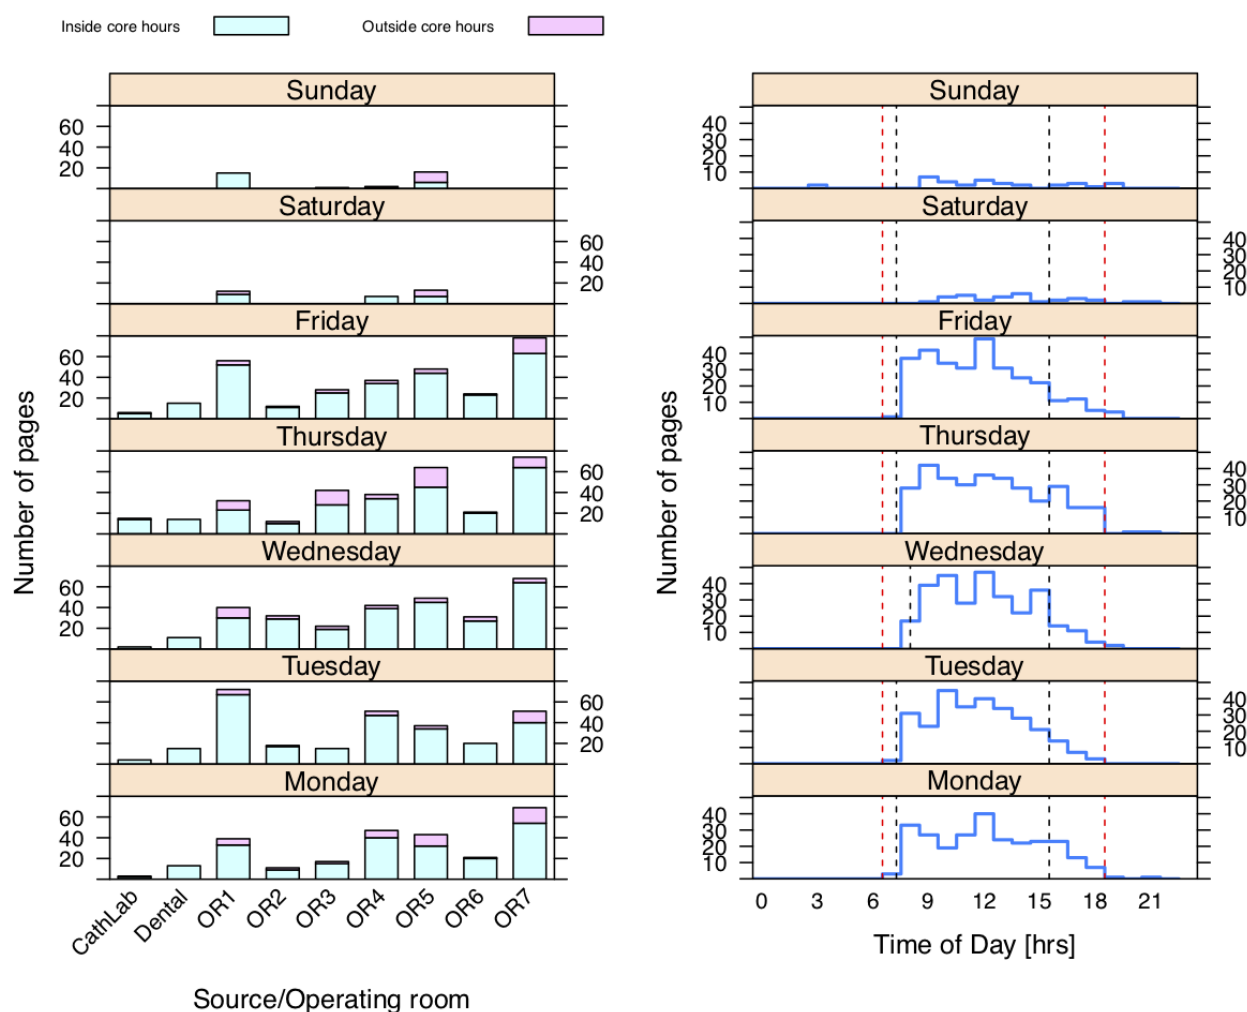 Inside core hours
Outside core hours
Number of pages
Sunday
60
40
20
Saturday
60
40
20
Friday
60
40
20
Thursday
60
40
20
Wednesday
60
40
20
Tuesday
60
40
20
Monday
60
40
20
CathLab Dental OR1 OR2 OR3 OR4 OR5 OR6 OR7
Source/Operating room
Number of pages
Sunday
40
30
20
10
Saturday
40
30
20
10
Friday
40
30
20
10
Thursday
40
30
20
10
Wednesday
40
30
20
10
Tuesday
40
30
20
10
Monday
40
30
20
10
0 3 6 9 12 15 18 21
Time of Day [hrs]